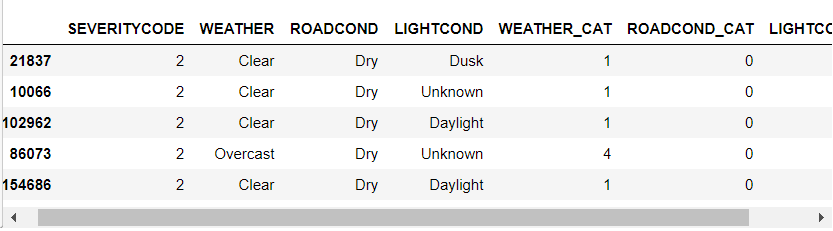 SEVERITYCODE WEATHER ROADCOND LIGHTCOND WEATHER_CAT ROADCOND_CAT LIGHTCO
21837 2 Clear Dry Dusk 1 0
10066 2 Clear Dry Unknown 1 0
102962 2 Clear Dry Daylight 1 0
86073 2 Overcast Dry Unknown 4 0
154686 2 Clear Dry Daylight 1 0